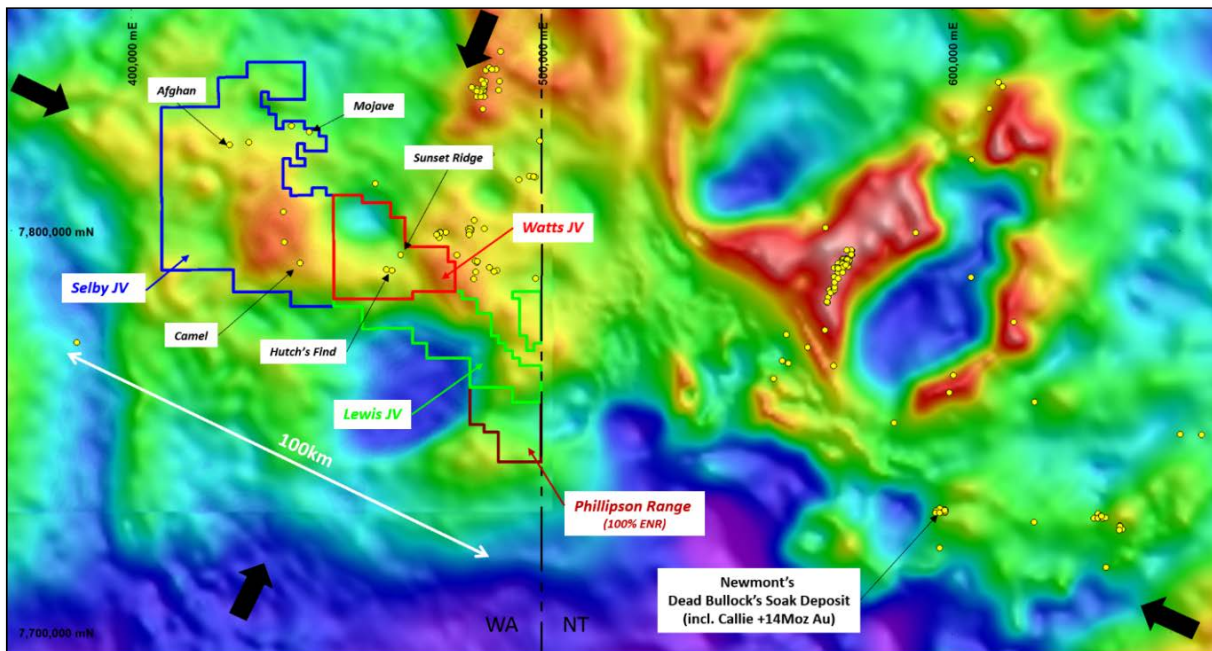 400,000 mE
500,000 mE
600,000 mE
Afghan
Mojave
Sunset Ridge
7,800,000 mN
Watts JV
Selby JV
Camel
Hutch's Find
Lewis JV
100km
Phillipson Range
(100% ENR)
Newmont's
Dead Bullock's Soak Deposit
(incl. Callie +14Moz Au)
7,700,000 mN
WA
NT